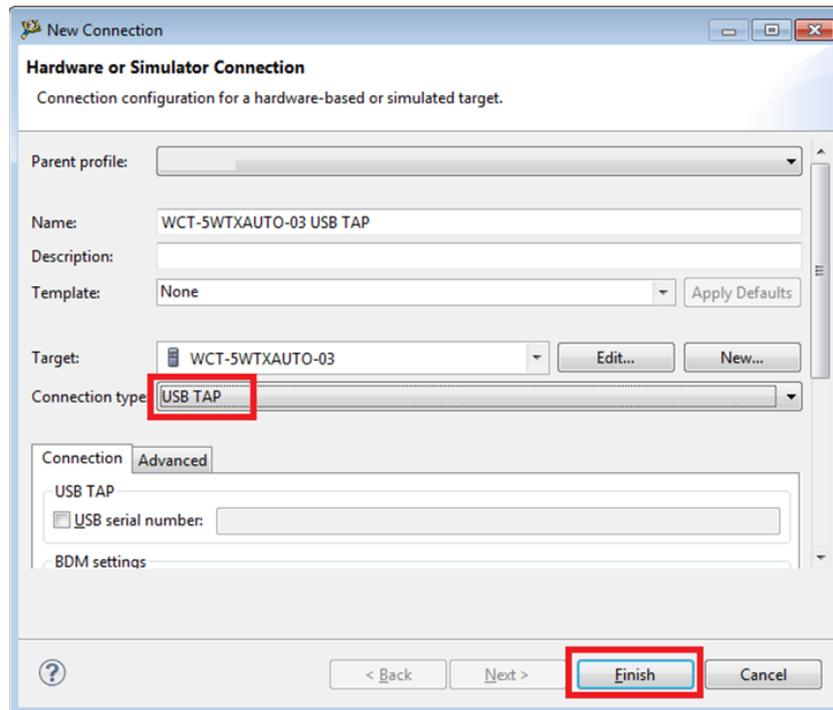 New Connection
Hardware or Simulator Connection
Connection configuration for a hardware-based or simulated target.
Parent profile:
Name: WCT-5WTXAUTO-03 USB TAP
Description:
Template: None Apply Defaults
Target: WCT-5WTXAUTO-03 Edit... New...
Connection type USB TAP
Connection Advanced
USB TAP
USB serial number:
BDM settings
? < Back Next > Finish Cancel